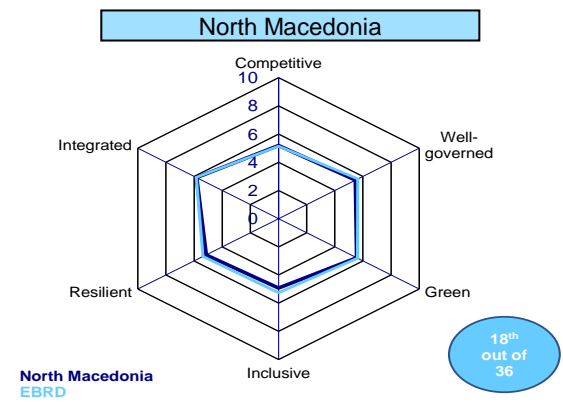 North Macedonia
Competitive
10
8
6
4
2
0
Integrated
Well-
governed
Resilient
Green
Inclusive
18th
out of
36
North Macedonia
EBRD